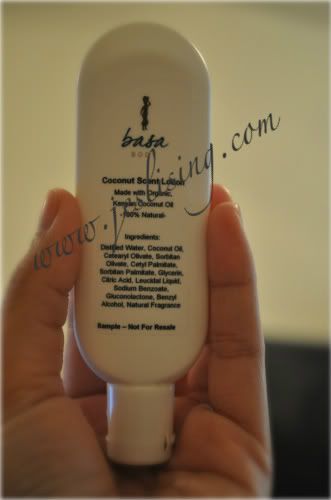 basa
BODY
Coconut Scent Lotion
Made with Organic,
Kenyan Coconut Oil
-100% Natural-
Ingredients:
Distilled Water, Coconut Oil,
Cetearyl Olivate, Sorbitan
Olivate, Cetyl Palmitate,
Sorbitan Palmitate, Glycerin,
Citric Acid, Leucidal Liquid,
Sodium Benzoate,
Gluconolactone, Benzyl
Alcohol, Natural Fragrance
Sample – Not For Resale